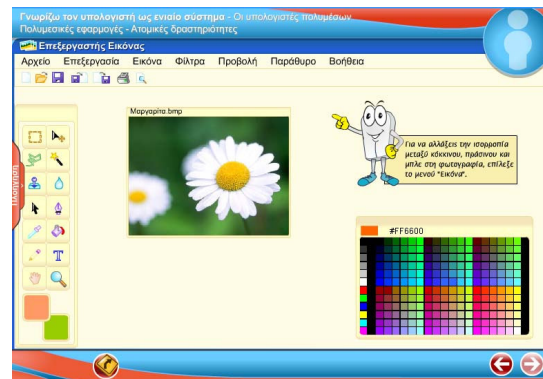 Γνωρίζω τον υπολογιστή ως ενιαίο σύστημα - Οι υπολογιστές πολυμέσων
Πολυμεσικές εφαρμογές - Ατομικές δραστηριότητες
Επεξεργαστής Εικόνας
Αρχείο Επεξεργασία Εικόνα Φίλτρα Προβολή Παράθυρο Βοήθεια
Μαργαρίτα.bmp
Για να αλλάξεις την ισορροπία
μεταξύ κόκκινου, πράσινου και
μπλε στη φωτογραφία, επίλεξε
το μενού "Εικόνα".
Πλοήγηση
T
#FF6600